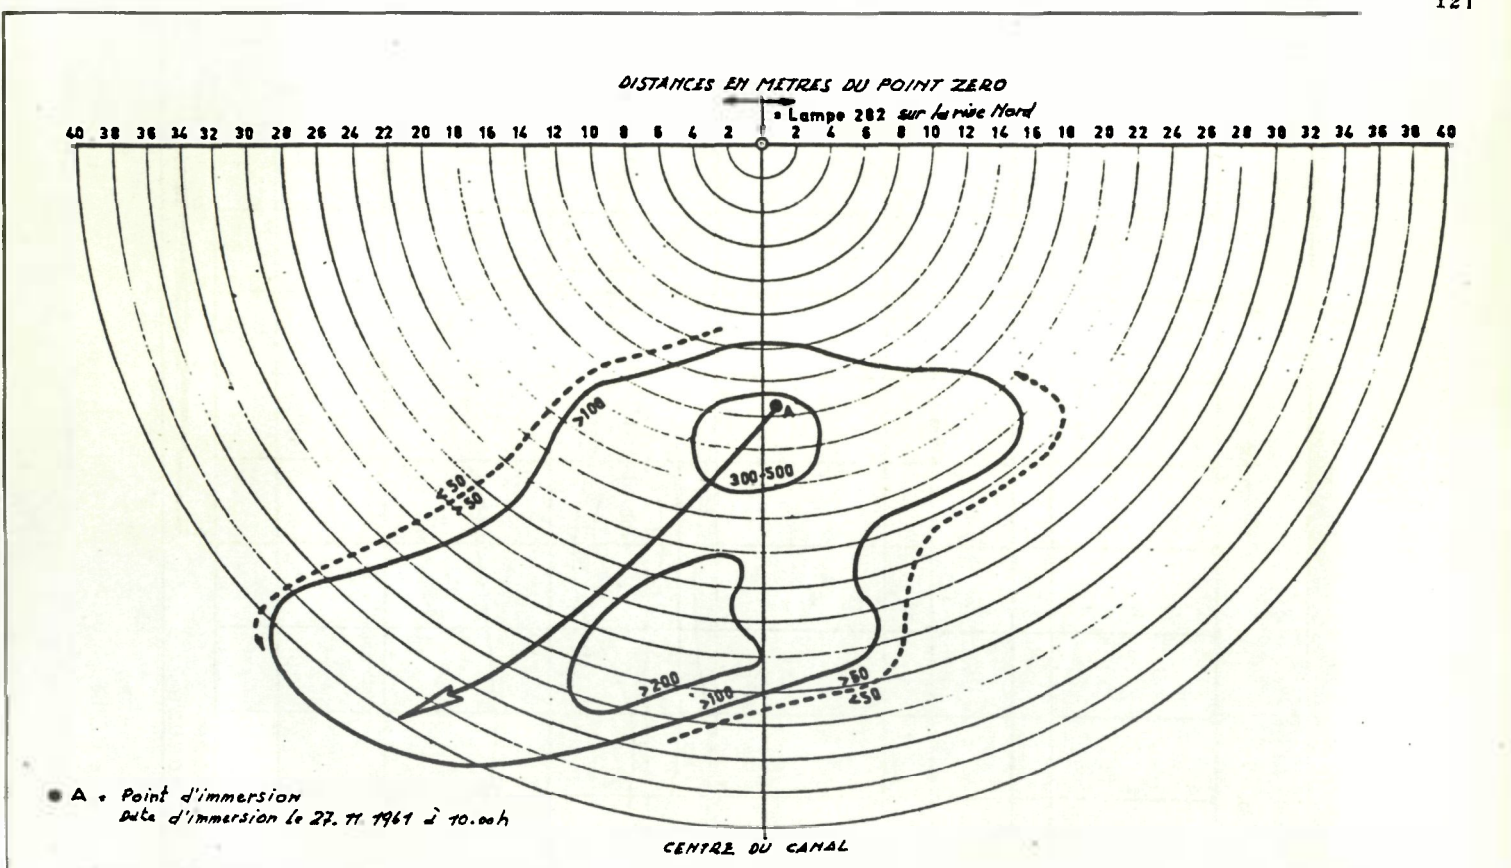 121
DISTANCES EN METRES DU POINT ZERO
= Lampe 282 sur la rive Nord
40 38 36 34 32 30 28 26 24 22 20 18 16 14 12 10 8 6 4 2 2 4 6 8 10 12 14 16 18 20 22 24 26 28 30 32 34 36 38 40
>100
A
300-500
<50
<50
>200
>100
>50
<50
A = Point d'immersion
Date d'immersion le 27.11 1961 à 10.00h
CENTRE DU CANAL